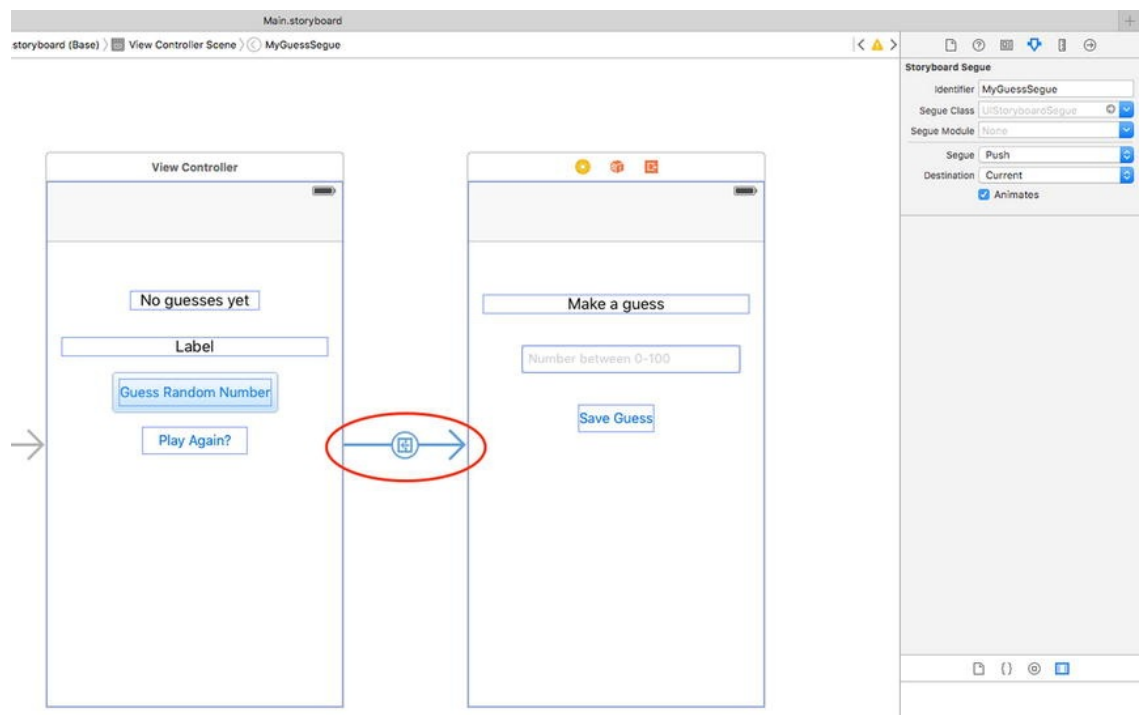 Main.storyboard
storyboard (Base) > View Controller Scene > MyGuessSegue
Storyboard Segue
Identifier MyGuessSegue
Segue Class UIStoryboardSegue
Segue Module None
Segue Push
Destination Current
Animates
View Controller
No guesses yet
Label
Guess Random Number
Play Again?
Make a guess
Number between 0-100
Save Guess